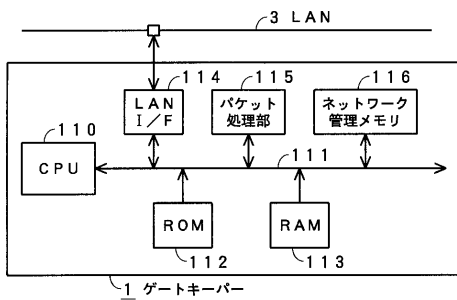 3 LAN
114
115
116
LAN
I/F
パケット
処理部
ネットワーク
管理メモリ
110
CPU
111
ROM
RAM
112
113
1 ゲートキーパー